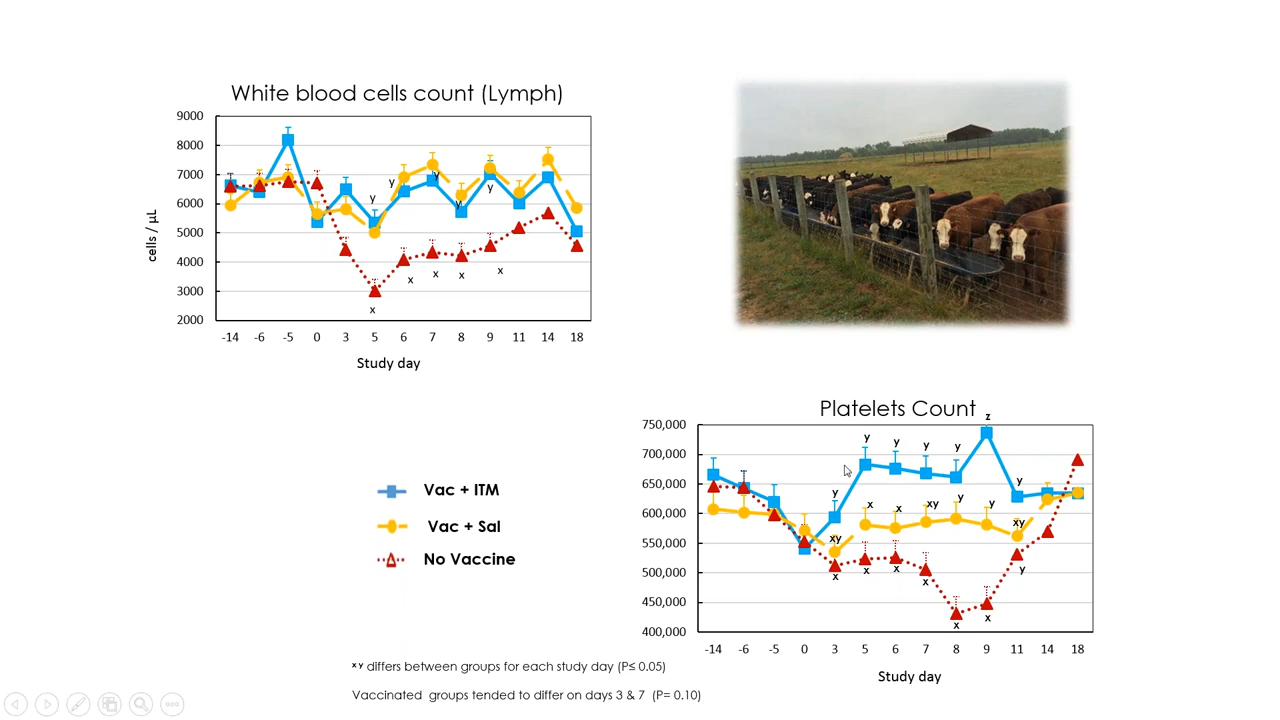 White blood cells count (Lymph)
9000
8000
7000
6000
5000
4000
3000
2000
cells / µL
y y y y y
x x x x x
-14 -6 -5 0 3 5 6 7 8 9 11 14 18
Study day
Platelets Count
750,000
700,000
650,000
600,000
550,000
500,000
450,000
400,000
z
y y y y y y
xy x x xy y y xy
x x x x x x y
-14 -6 -5 0 3 5 6 7 8 9 11 14 18
Study day
Vac + ITM
Vac + Sal
No Vaccine
x y differs between groups for each study day (P≤ 0.05)
Vaccinated groups tended to differ on days 3 & 7 (P= 0.10)